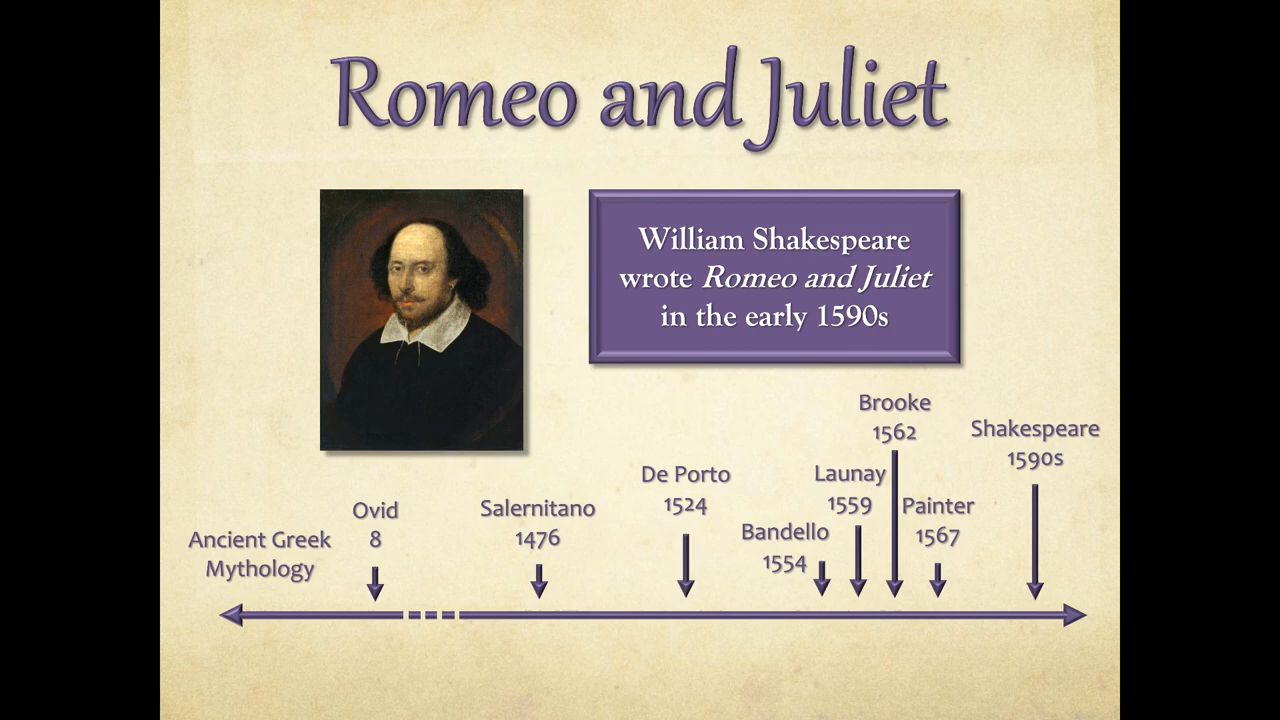 Romeo and Juliet
William Shakespeare
wrote Romeo and Juliet
in the early 1590s
Ancient Greek
Mythology
Ovid
8
Salernitano
1476
De Porto
1524
Bandello
1554
Launay
1559
Brooke
1562
Painter
1567
Shakespeare
1590s